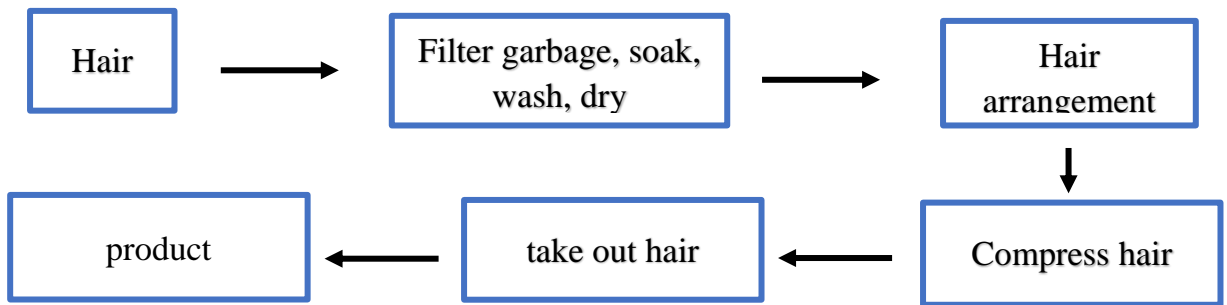 Hair
Filter garbage, soak,
wash, dry
Hair
arrangement
Compress hair
take out hair
product